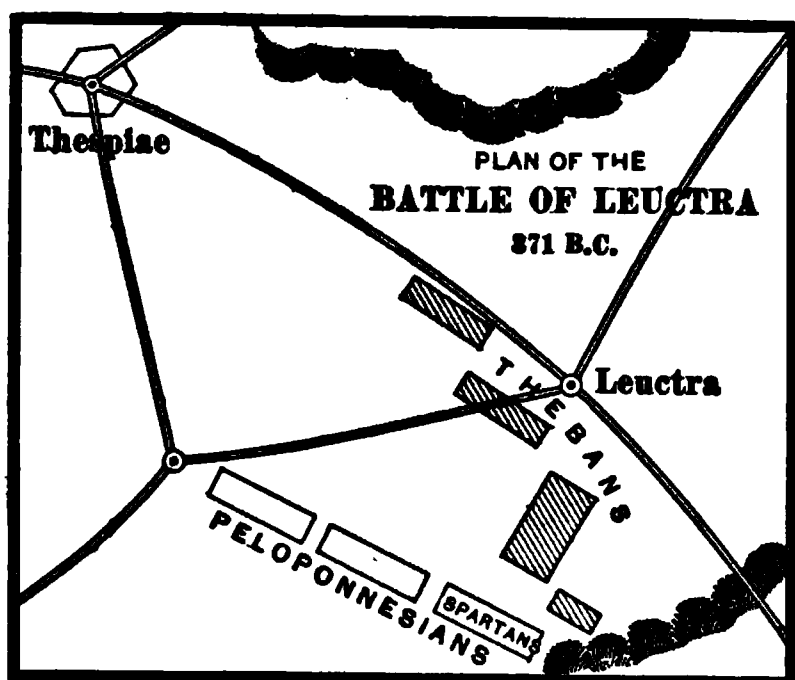 Thespiae
PLAN OF THE
BATTLE OF LEUCTRA
371 B.C.
Leuctra
THEBANS
PELOPONNESIANS
SPARTANS